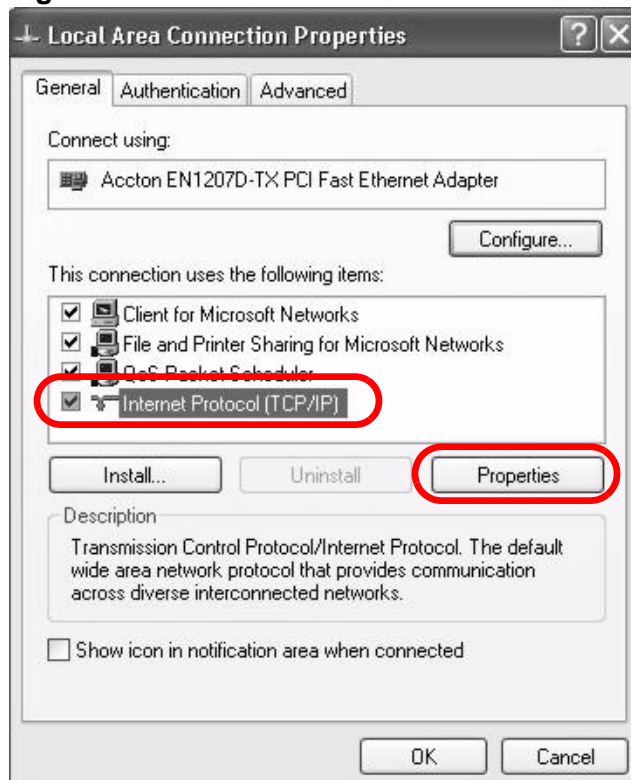 Local Area Connection Properties
General Authentication Advanced
Connect using:
Accton EN1207D-TX PCI Fast Ethernet Adapter
Configure...
This connection uses the following items:
Client for Microsoft Networks
File and Printer Sharing for Microsoft Networks
QoS Packet Scheduler
Internet Protocol (TCP/IP)
Install... Uninstall Properties
Description
Transmission Control Protocol/Internet Protocol. The default
wide area network protocol that provides communication
across diverse interconnected networks.
Show icon in notification area when connected
OK Cancel